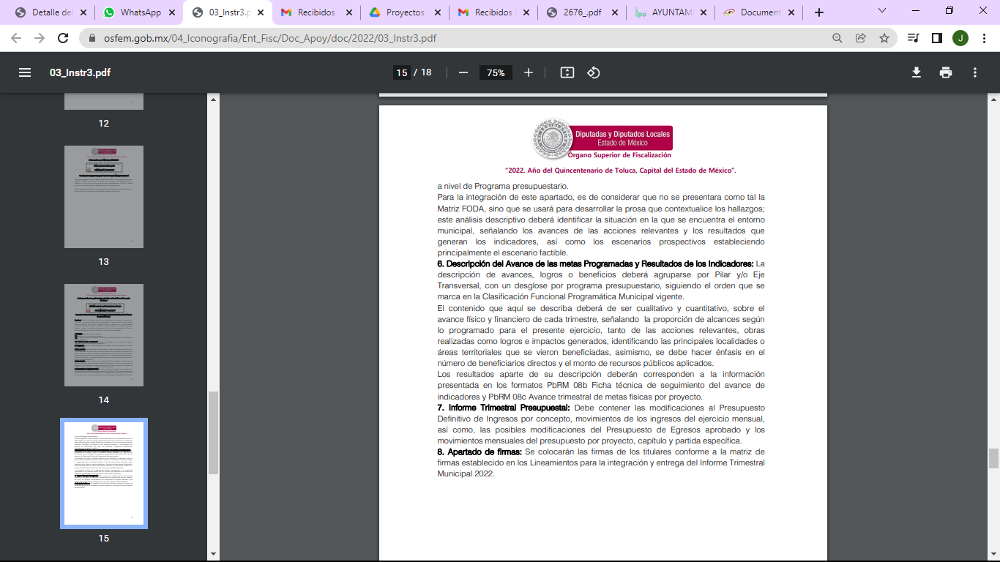 Detalle del
WhatsApp
03_Instr3.p
Recibidos
Proyectos
Recibidos
2676_.pdf
AYUNTAM
Document
osfem.gob.mx/04_Iconografia/Ent_Fisc/Doc_Apoy/doc/2022/03_Instr3.pdf
J
03_Instr3.pdf
15 / 18
75%
12
13
14
15
Diputadas y Diputados Locales
Estado de México
Órgano Superior de Fiscalización
"2022. Año del Quincentenario de Toluca, Capital del Estado de México".
a nivel de Programa presupuestario.
Para la integración de este apartado, es de considerar que no se presentara como tal la
Matriz FODA, sino que se usará para desarrollar la prosa que contextualice los hallazgos;
este análisis descriptivo deberá identificar la situación en la que se encuentra el entorno
municipal, señalando los avances de las acciones relevantes y los resultados que
generan los indicadores, así como los escenarios prospectivos estableciendo
principalmente el escenario factible.
6. Descripción del Avance de las metas Programadas y Resultados de los Indicadores: La
descripción de avances, logros o beneficios deberá agruparse por Pilar y/o Eje
Transversal, con un desglose por programa presupuestario, siguiendo el orden que se
marca en la Clasificación Funcional Programática Municipal vigente.
El contenido que aquí se describa deberá de ser cualitativo y cuantitativo, sobre el
avance físico y financiero de cada trimestre, señalando la proporción de alcances según
lo programado para el presente ejercicio, tanto de las acciones relevantes, obras
realizadas como logros e impactos generados, identificando las principales localidades o
áreas territoriales que se vieron beneficiadas, asimismo, se debe hacer énfasis en el
número de beneficiarios directos y el monto de recursos públicos aplicados.
Los resultados aparte de su descripción deberán corresponden a la información
presentada en los formatos PbRM 08b Ficha técnica de seguimiento del avance de
indicadores y PbRM 08c Avance trimestral de metas físicas por proyecto.
7. Informe Trimestral Presupuestal: Debe contener las modificaciones al Presupuesto
Definitivo de Ingresos por concepto, movimientos de los ingresos del ejercicio mensual,
así como, las posibles modificaciones del Presupuesto de Egresos aprobado y los
movimientos mensuales del presupuesto por proyecto, capítulo y partida específica.
8. Apartado de firmas: Se colocarán las firmas de los titulares conforme a la matriz de
firmas establecido en los Lineamientos para la integración y entrega del Informe Trimestral
Municipal 2022.